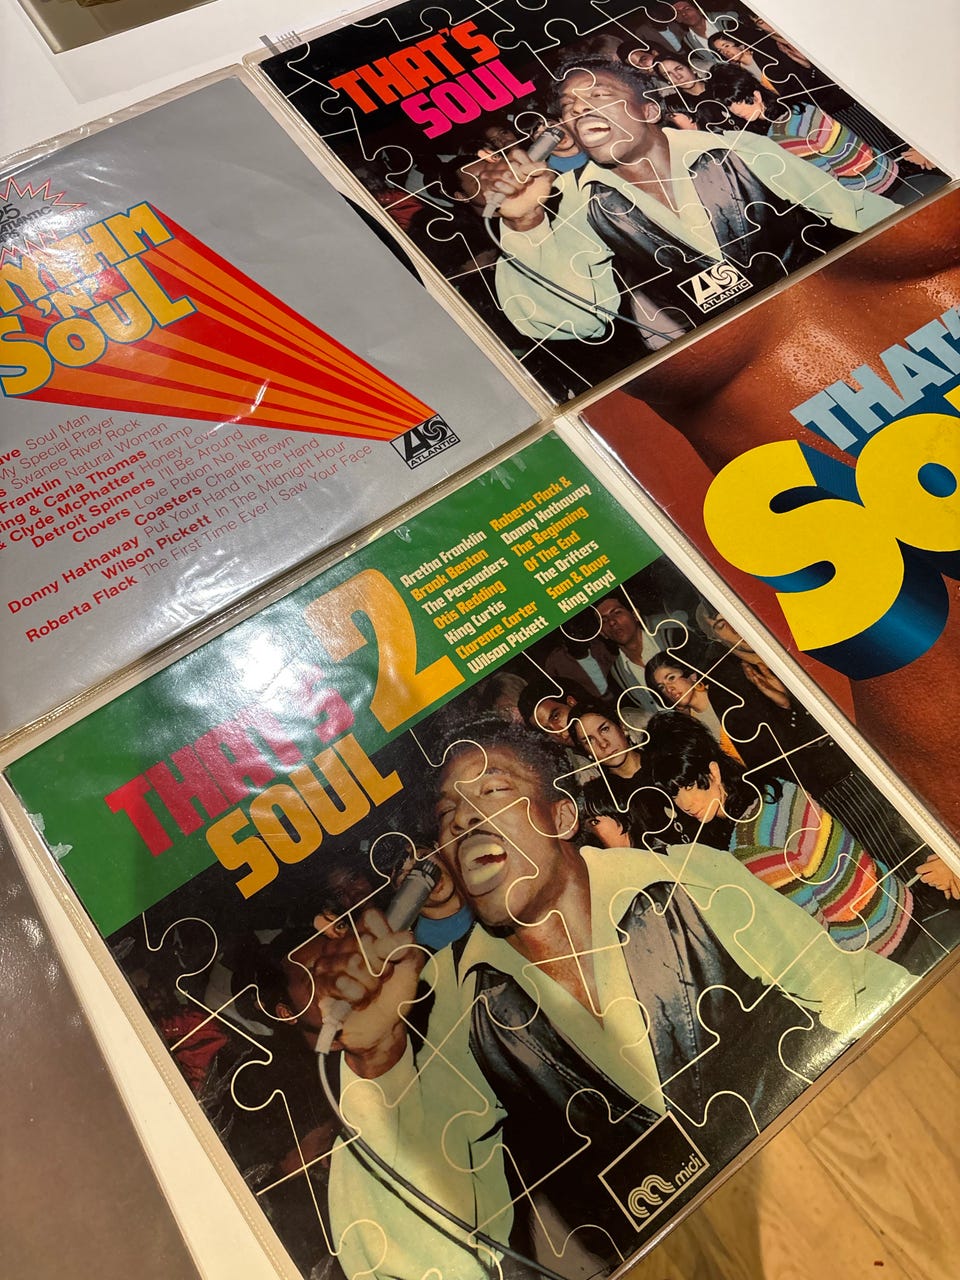 THAT'S
SOUL
ATLANTIC
25
ATLANTIC
'N'
SOUL
ATLANTIC
Soul Man
My Special Prayer
Swanee River Rock
Franklin Natural Woman
& Carla Thomas Tramp
& Clyde McPhatter Honey Love
Detroit Spinners I'll Be Around
Clovers Love Potion No. Nine
Coasters Charlie Brown
Donny Hathaway Put Your Hand In The Hand
Wilson Pickett In The Midnight Hour
Roberta Flack The First Time Ever I Saw Your Face
THAT'S
THAT'S
SOUL
2
Aretha Franklin
Brook Benton
The Persuaders
Otis Redding
King Curtis
Clarence Carter
Wilson Pickett
Roberta Flack &
Donny Hathaway
The Beginning
Of The End
The Drifters
Sam & Dave
King Floyd
midi